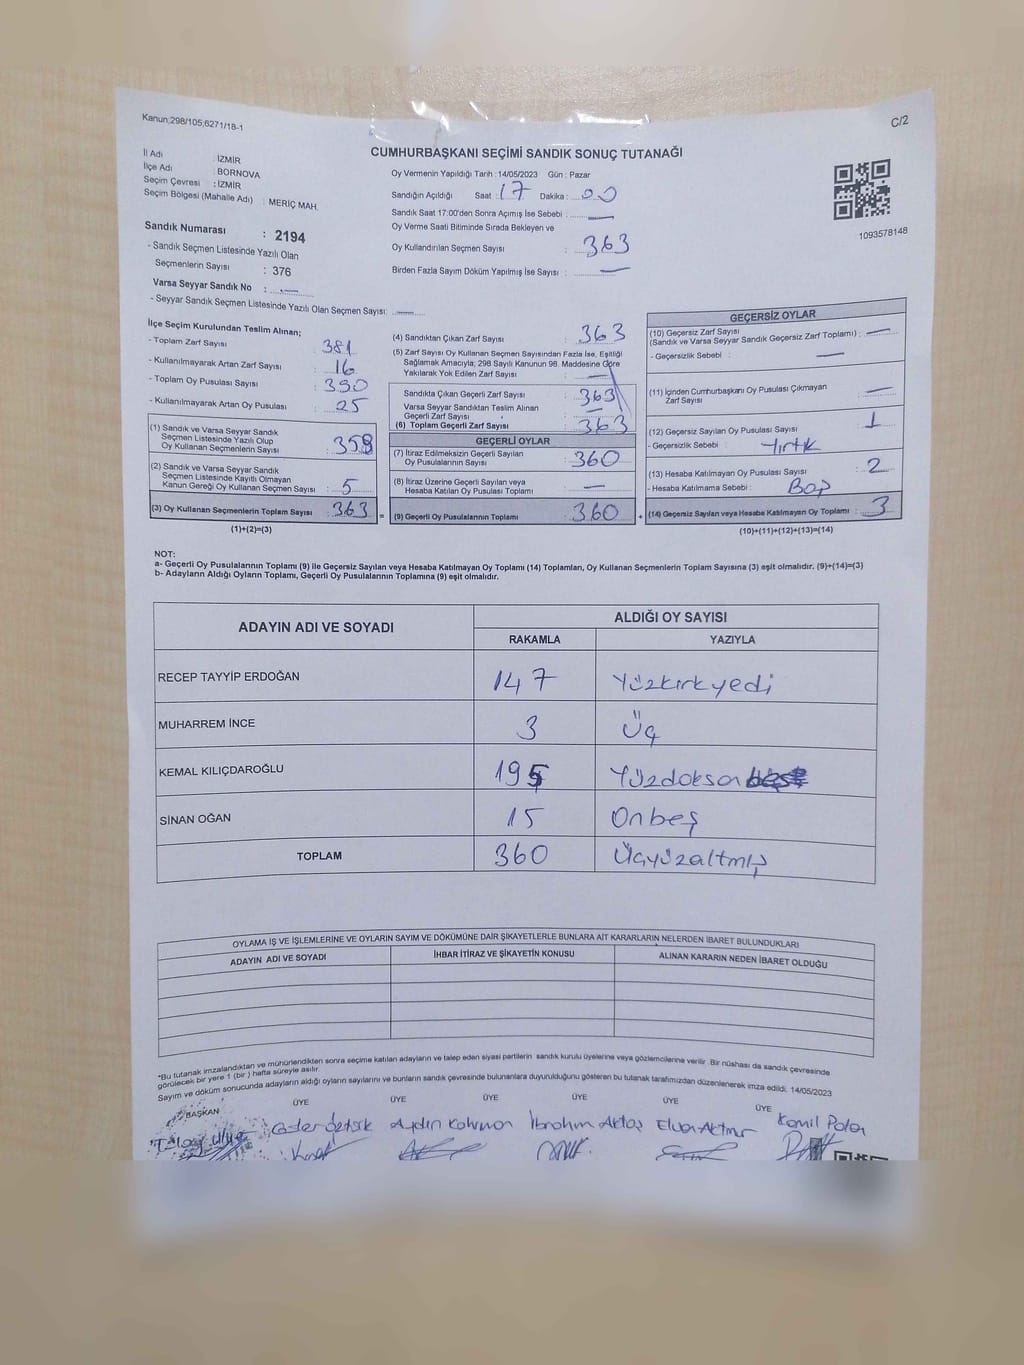 Kanun;298/105,6271/18-1
C/2
CUMHURBAŞKANI SEÇİMİ SANDIK SONUÇ TUTANAĞI
İl Adı : İZMİR
İlçe Adı : BORNOVA
Seçim Çevresi : İZMİR
Seçim Bölgesi (Mahalle Adı) : MERİÇ MAH.
Sandık Numarası : 2194
- Sandık Seçmen Listesinde Yazılı Olan
Seçmenlerin Sayısı : 376
Varsa Seyyar Sandık No : —
- Seyyar Sandık Seçmen Listesinde Yazılı Olan Seçmen Sayısı: —
Oy Vermenin Yapıldığı Tarih :14/05/2023 Gün : Pazar
Sandığın Açıldığı Saat : 17 Dakika : 00
Sandık Saat 17:00'den Sonra Açımış İse Sebebi : —
Oy Verme Saati Bitiminde Sırada Bekleyen ve
Oy Kullandırılan Seçmen Sayısı : 363
Birden Fazla Sayım Döküm Yapılmış İse Sayısı : —
1093578148
İlçe Seçim Kurulundan Teslim Alınan;
- Toplam Zarf Sayısı : 381
- Kullanılmayarak Artan Zarf Sayısı : 16
- Toplam Oy Pusulası Sayısı : 390
- Kullanılmayarak Artan Oy Pusulası : 25
(1) Sandık ve Varsa Seyyar Sandık
Seçmen Listesinde Yazılı Olup
Oy Kullanan Seçmenlerin Sayısı : 358
(2) Sandık ve Varsa Seyyar Sandık
Seçmen Listesinde Kayıtlı Olmayan
Kanun Gereği Oy Kullanan Seçmen Sayısı : 5
(3) Oy Kullanan Seçmenlerin Toplam Sayısı : 363 =
(1)+(2)=(3)
(4) Sandıktan Çıkan Zarf Sayısı : 363
(5) Zarf Sayısı Oy Kullanan Seçmen Sayısından Fazla İse, Eşitliği
Sağlamak Amacıyla; 298 Sayılı Kanunun 98. Maddesine Göre
Yakılarak Yok Edilen Zarf Sayısı : —
Sandıkta Çıkan Geçerli Zarf Sayısı : 363
Varsa Seyyar Sandıktan Teslim Alınan
Geçerli Zarf Sayısı : —
(6) Toplam Geçerli Zarf Sayısı : 363
GEÇERLİ OYLAR
(7) İtiraz Edilmeksizin Geçerli Sayılan
Oy Pusulalarının Sayısı : 360
(8) İtiraz Üzerine Geçerli Sayılan veya
Hesaba Katılan Oy Pusulası Toplamı : —
(9) Geçerli Oy Pusulalarının Toplamı : 360 +
GEÇERSİZ OYLAR
(10) Geçersiz Zarf Sayısı
(Sandık ve Varsa Seyyar Sandık Geçersiz Zarf Toplamı) : —
- Geçersizlik Sebebi : —
(11) İçinden Cumhurbaşkanı Oy Pusulası Çıkmayan
Zarf Sayısı : —
(12) Geçersiz Sayılan Oy Pusulası Sayısı : 1
- Geçersizlik Sebebi : Yırtık
(13) Hesaba Katılmayan Oy Pusulası Sayısı : 2
- Hesaba Katılmama Sebebi : Boş
(14) Geçersiz Sayılan veya Hesaba Katılmayan Oy Toplamı : 3
(10)+(11)+(12)+(13)=(14)
NOT:
a- Geçerli Oy Pusulalarının Toplamı (9) ile Geçersiz Sayılan veya Hesaba Katılmayan Oy Toplamı (14) Toplamları, Oy Kullanan Seçmenlerin Toplam Sayısına (3) eşit olmalıdır. (9)+(14)=(3)
b- Adayların Aldığı Oyların Toplamı, Geçerli Oy Pusulalarının Toplamına (9) eşit olmalıdır.
ADAYIN ADI VE SOYADI
ALDIĞI OY SAYISI
RAKAMLA YAZIYLA
RECEP TAYYİP ERDOĞAN 147 Yüzkırkyedi
MUHARREM İNCE 3 Üç
KEMAL KILIÇDAROĞLU 195 Yüzdoksanbeş
SİNAN OĞAN 15 Onbeş
TOPLAM 360 Üçyüzaltmış
OYLAMA İŞ VE İŞLEMLERİNE VE OYLARIN SAYIM VE DÖKÜMÜNE DAİR ŞİKAYETLERLE BUNLARA AİT KARARLARIN NELERDEN İBARET BULUNDUKLARI
ADAYIN ADI VE SOYADI İHBAR İTİRAZ VE ŞİKAYETİN KONUSU ALINAN KARARIN NEDEN İBARET OLDUĞU
*Bu tutanak imzalandıktan ve mühürlendikten sonra seçime katılan adayların ve talep eden siyasi partilerin sandık kurulu üyelerine veya gözlemcilerine verilir .Bir nüshası da sandık çevresinde
görülecek bir yere 1 (bir ) hafta süreyle asılır.
Sayım ve döküm sonucunda adayların aldığı oyların sayılarını ve bunların sandık çevresinde bulunanlara duyurulduğunu gösteren bu tutanak tarafımızdan düzenlenerek imza edildi. 14/05/2023
BAŞKAN ÜYE ÜYE ÜYE ÜYE ÜYE ÜYE
Aydın Kahraman İbrahim Aktaş Kamil Polat